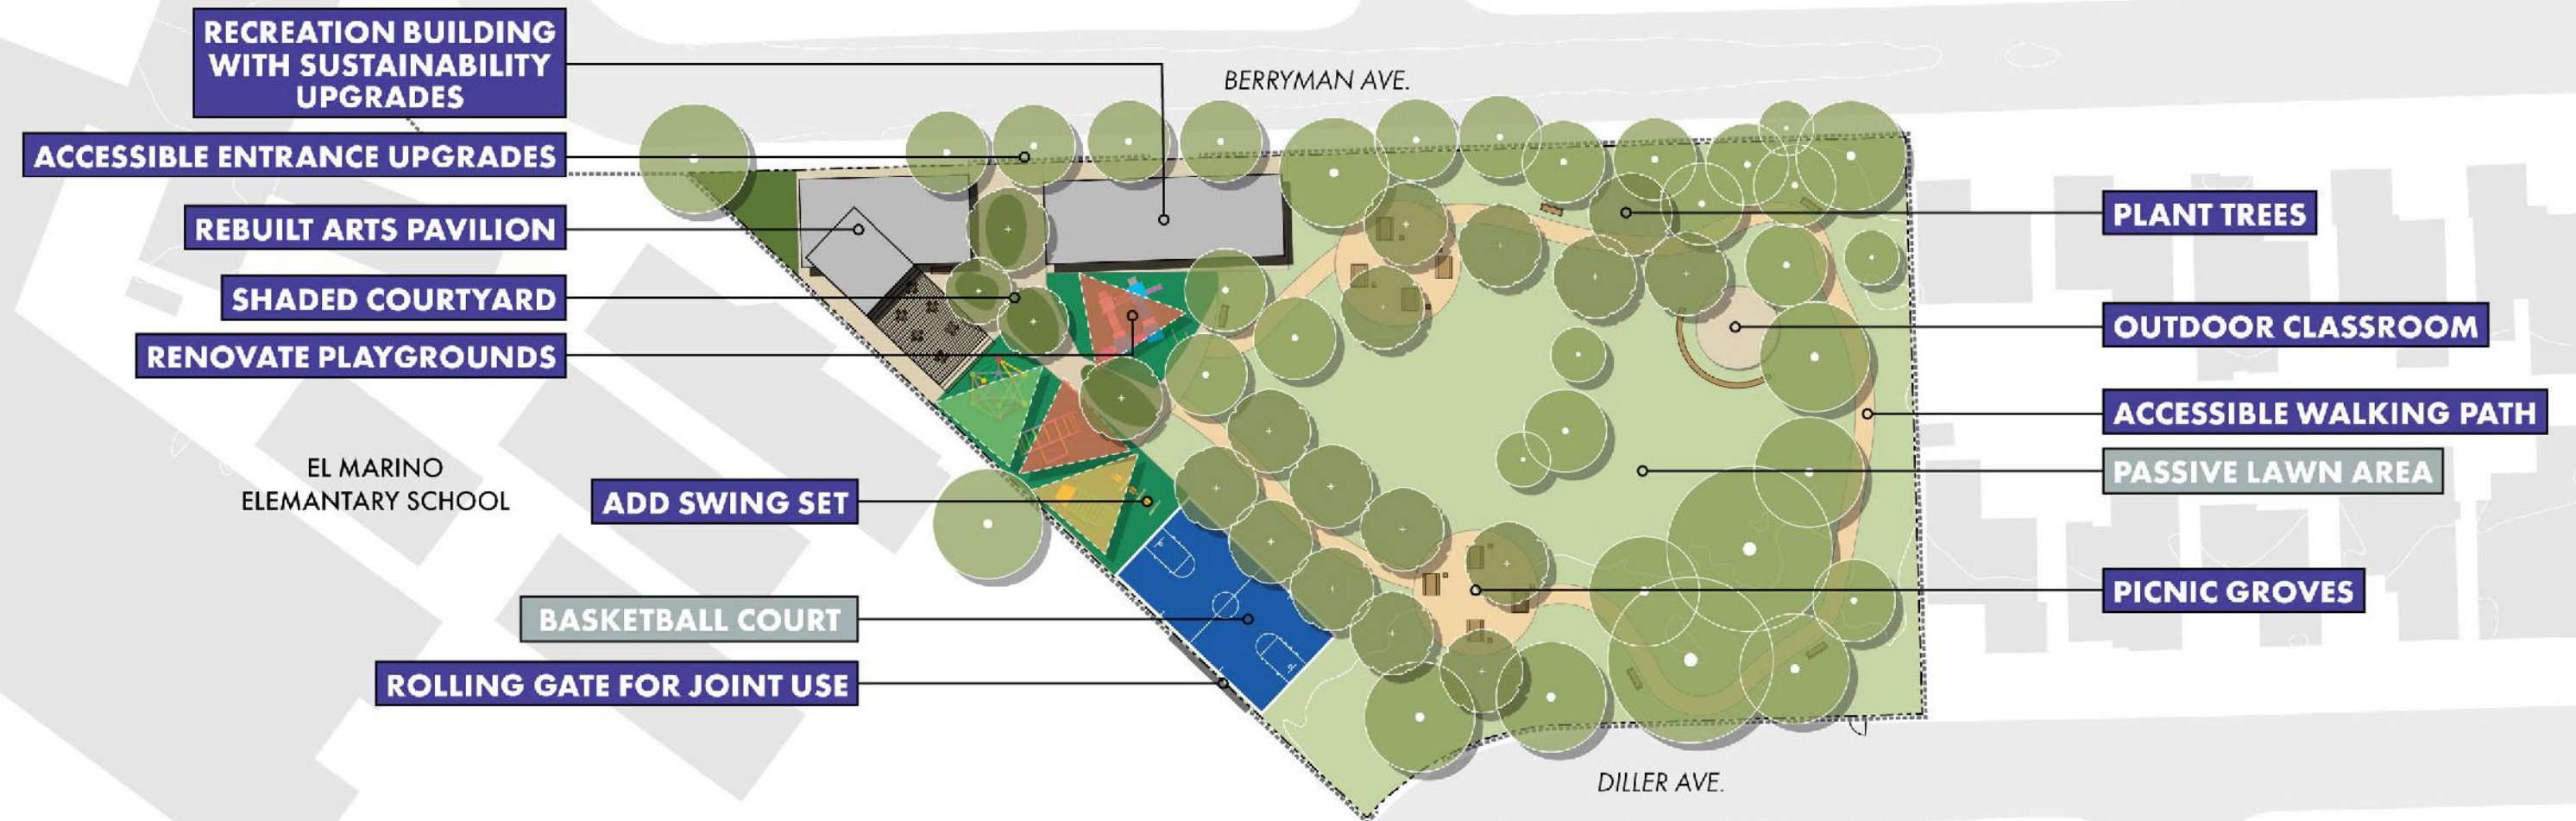 RECREATION BUILDING
WITH SUSTAINABILITY
UPGRADES
BERRYMAN AVE.
ACCESSIBLE ENTRANCE UPGRADES
REBUILT ARTS PAVILION
SHADED COURTYARD
RENOVATE PLAYGROUNDS
EL MARINO
ELEMANTARY SCHOOL
ADD SWING SET
BASKETBALL COURT
ROLLING GATE FOR JOINT USE
PLANT TREES
OUTDOOR CLASSROOM
ACCESSIBLE WALKING PATH
PASSIVE LAWN AREA
PICNIC GROVES
DILLER AVE.